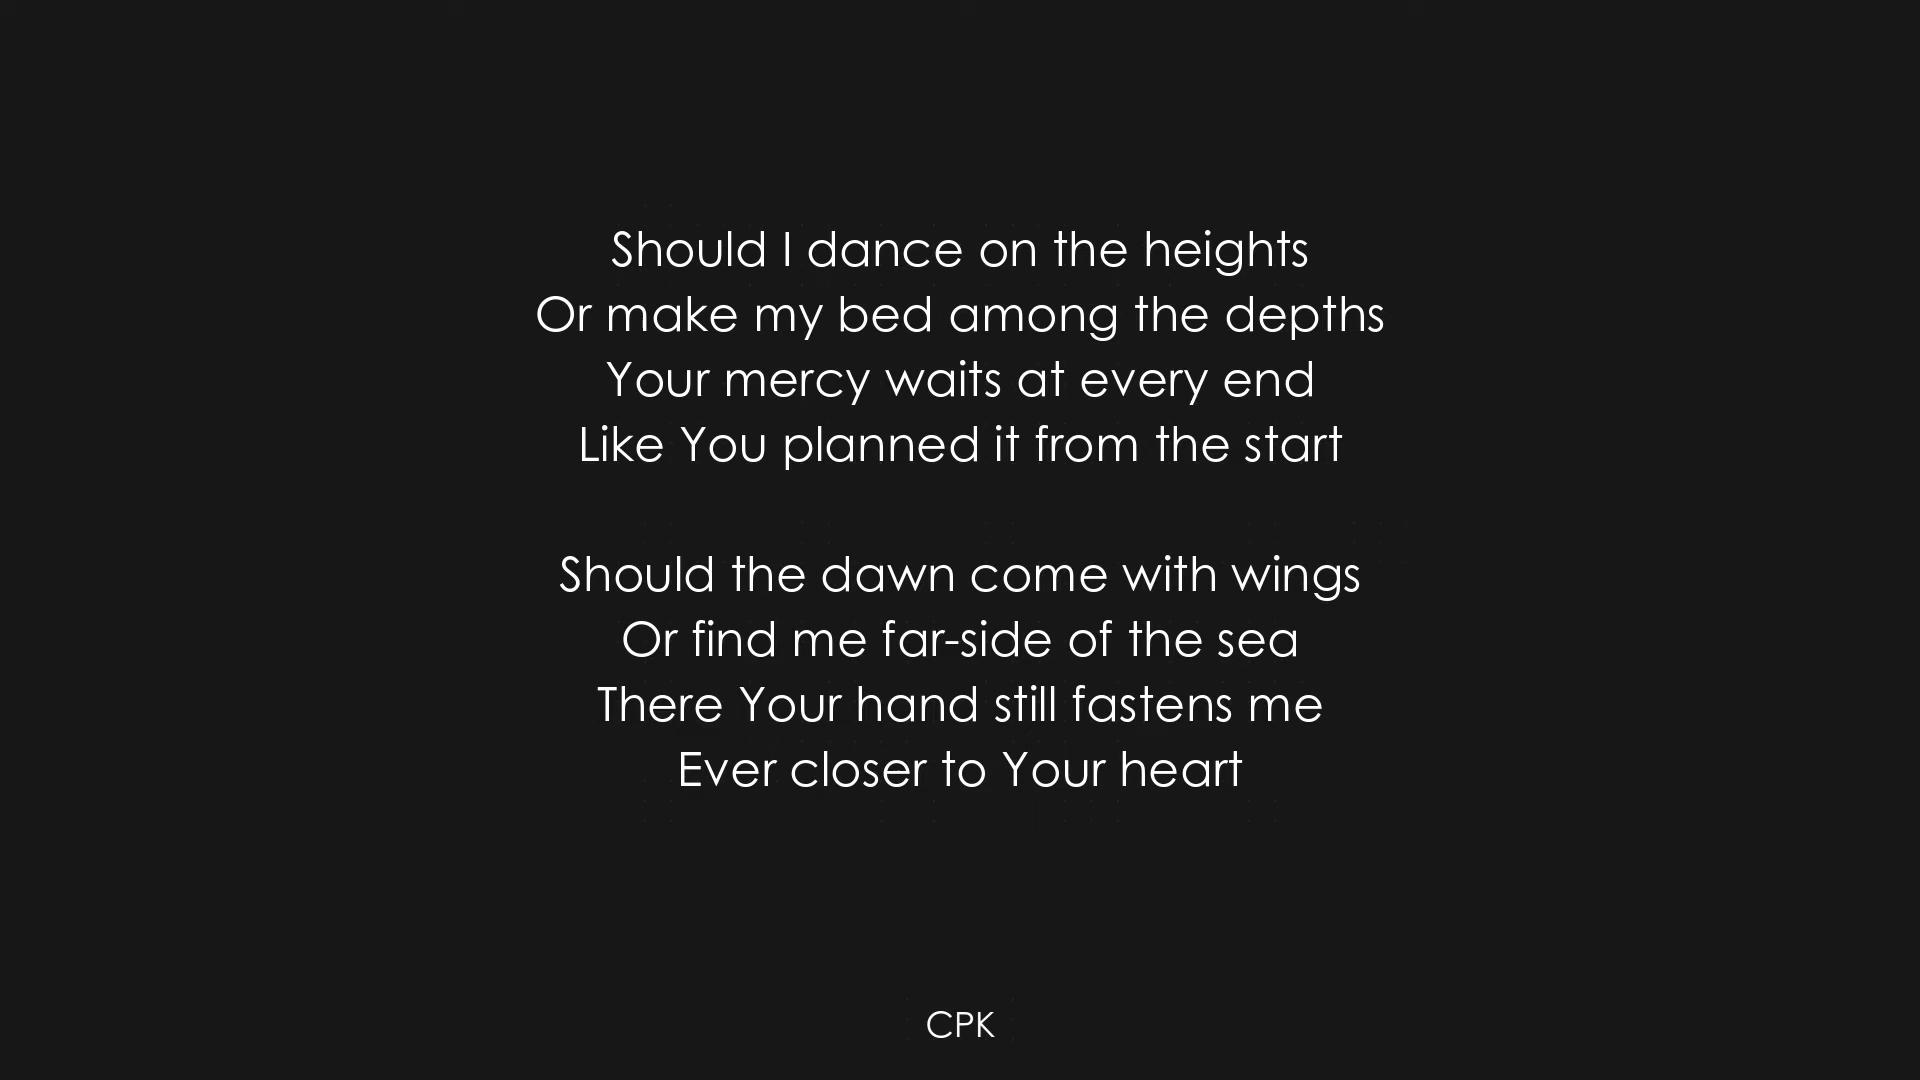 Should I dance on the heights
Or make my bed among the depths
Your mercy waits at every end
Like You planned it from the start
Should the dawn come with wings
Or find me far-side of the sea
There Your hand still fastens me
Ever closer to Your heart
CPK